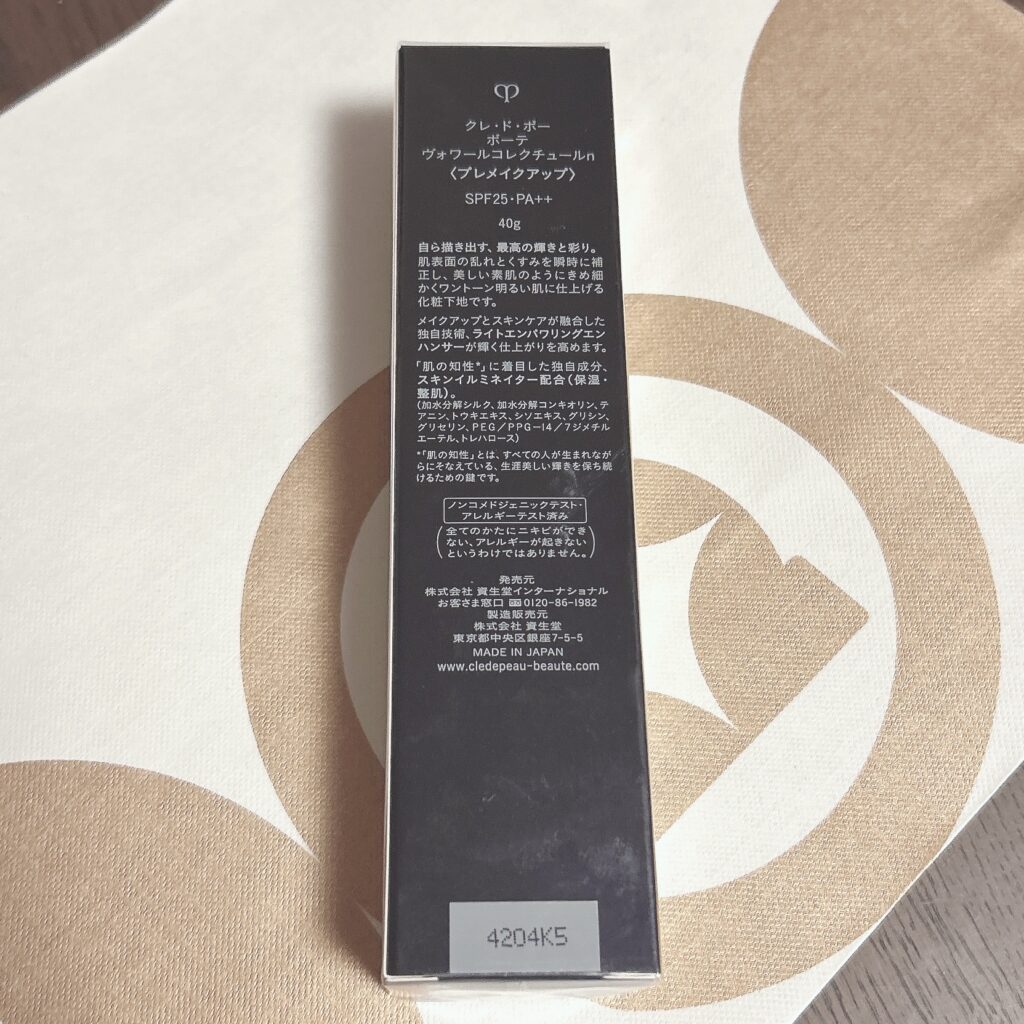 クレ・ド・ポー
ボーテ
ヴォワールコレクチュールn
〈プレメイクアップ〉
SPF25・PA++
40g
自ら描き出す、最高の輝きと彩り。
肌表面の乱れとくすみを瞬時に補
正し、美しい素肌のようにきめ細
かくワントーン明るい肌に仕上げる
化粧下地です。
メイクアップとスキンケアが融合した
独自技術、ライトエンパワリングエン
ハンサーが輝く仕上がりを高めます。
「肌の知性*」に着目した独自成分、
スキンイルミネイター配合(保湿・
整肌)。
(加水分解シルク、加水分解コンキオリン、テ
アニン、トウキエキス、シソエキス、グリシン、
グリセリン、PEG/PPG-14/7ジメチル
エーテル、トレハロース)
*「肌の知性」とは、すべての人が生まれなが
らにそなえている、生涯美しい輝きを保ち続
けるための鍵です。
ノンコメドジェニックテスト・
アレルギーテスト済み
(全てのかたにニキビができ
ない、アレルギーが起きない
というわけではありません。)
発売元
株式会社 資生堂インターナショナル
お客さま窓口 0120-86-1982
製造販売元
株式会社 資生堂
東京都中央区銀座7-5-5
MADE IN JAPAN
www.cledepeau-beaute.com
4204K5